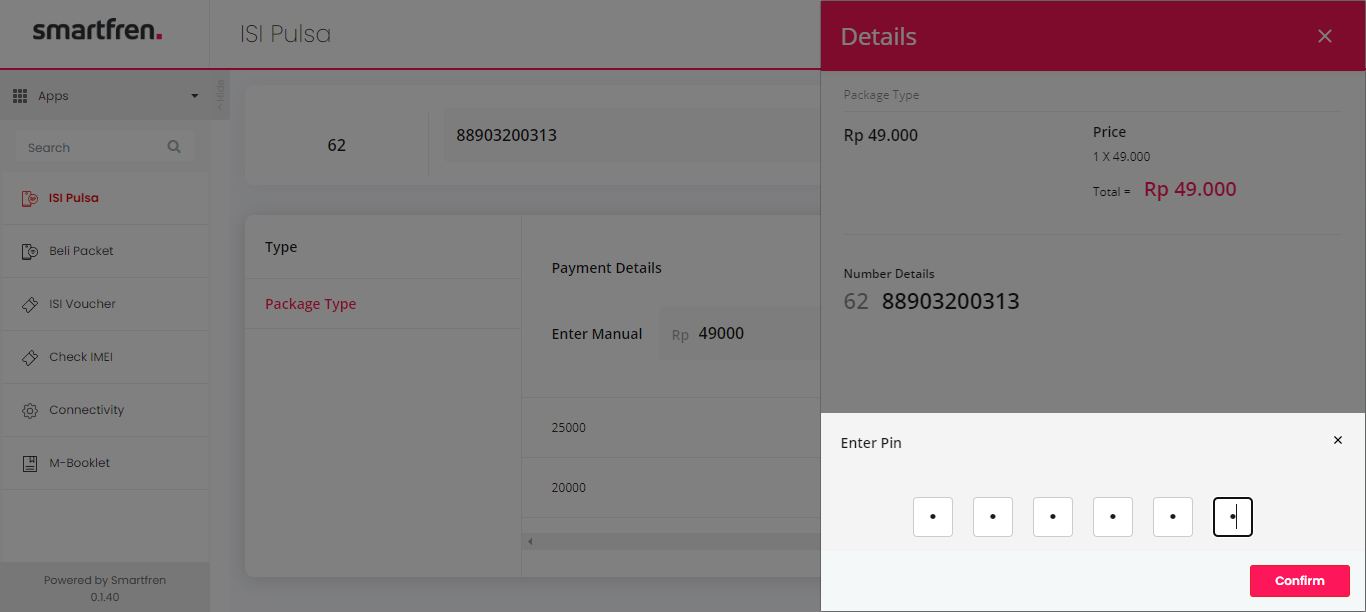 smartfren.
ISI Pulsa
Details
Apps
< Hide
Search
ISI Pulsa
Beli Packet
ISI Voucher
Check IMEI
Connectivity
M-Booklet
Powered by Smartfren
0.1.40
62
88903200313
Type
Package Type
Payment Details
Enter Manual
Rp 49000
25000
20000
Package Type
Rp 49.000
Price
1 X 49.000
Total = Rp 49.000
Number Details
62 88903200313
Enter Pin
Confirm